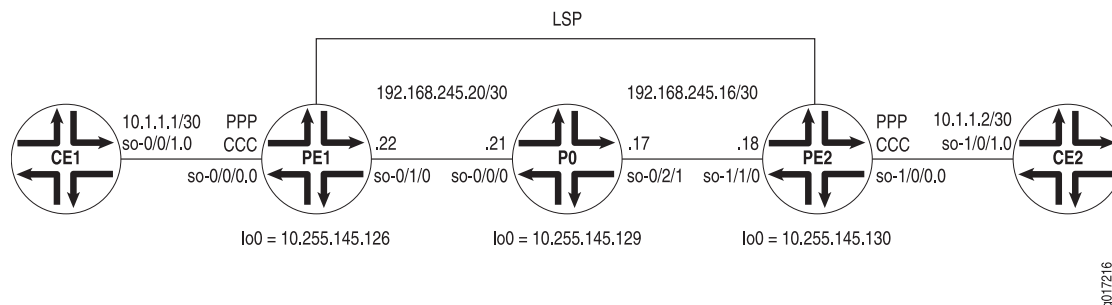 LSP
192.168.245.20/30
192.168.245.16/30
10.1.1.1/30
so-0/0/1.0
PPP
CCC
so-0/0/0.0
.22
so-0/1/0
.21
so-0/0/0
.17
so-0/2/1
.18
so-1/1/0
PPP
CCC
so-1/0/0.0
10.1.1.2/30
so-1/0/1.0
CE1
PE1
P0
PE2
CE2
lo0 = 10.255.145.126
lo0 = 10.255.145.129
lo0 = 10.255.145.130